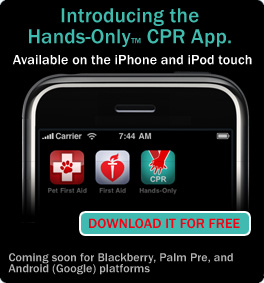 Introducing the
Hands-Only™ CPR App.
Available on the iPhone and iPod touch
Carrier 7:44 AM
CPR
Pet First Aid First Aid Hands-Only
DOWNLOAD IT FOR FREE
Coming soon for Blackberry, Palm Pre, and
Android (Google) platforms